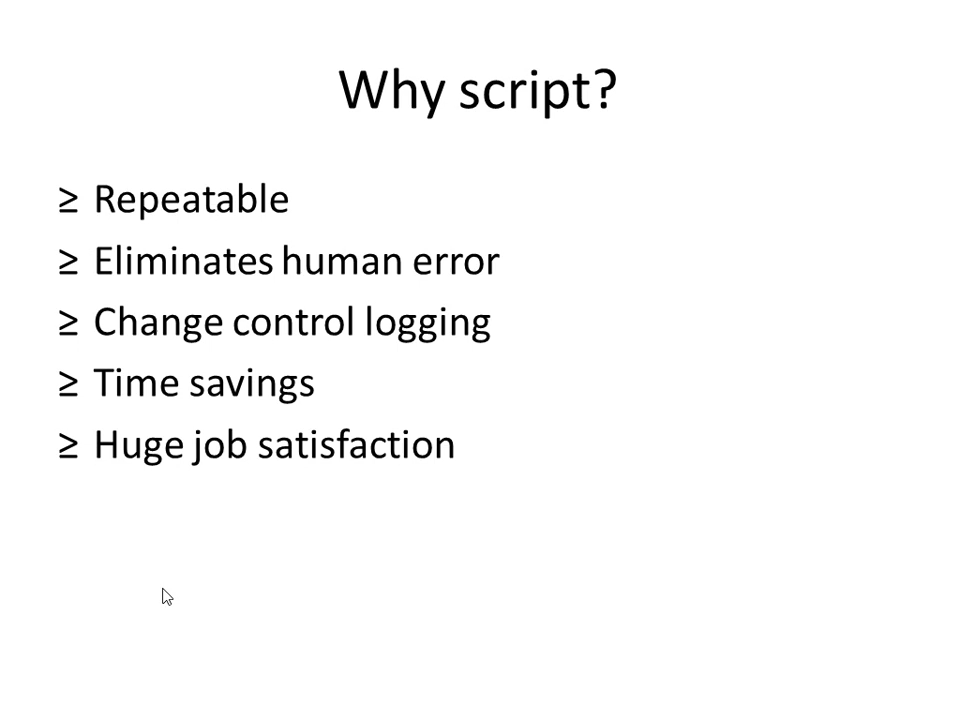 Why script?
≥ Repeatable
≥ Eliminates human error
≥ Change control logging
≥ Time savings
≥ Huge job satisfaction